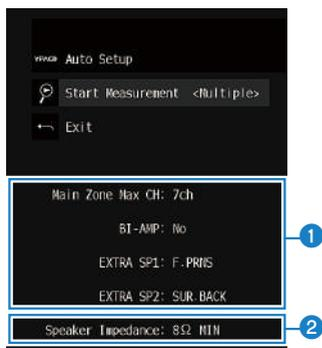 YPAO Auto Setup
Start Measurement <Multiple>
Exit
Main Zone Max CH: 7ch
BI-AMP: No
EXTRA SP1: F.PRNS
EXTRA SP2: SUR.BACK
1
Speaker Impedance: 8Ω MIN
2